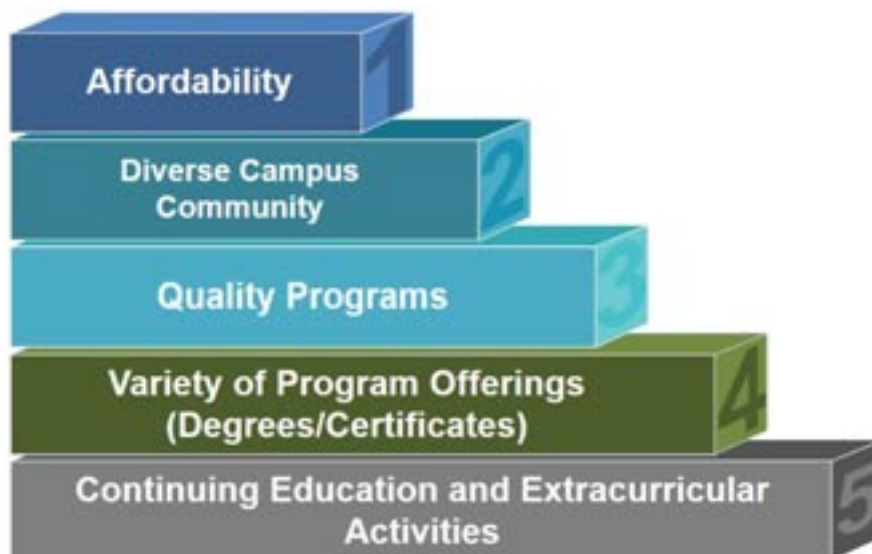 Affordability 1
Diverse Campus
Community 2
Quality Programs 3
Variety of Program Offerings
(Degrees/Certificates) 4
Continuing Education and Extracurricular
Activities 5